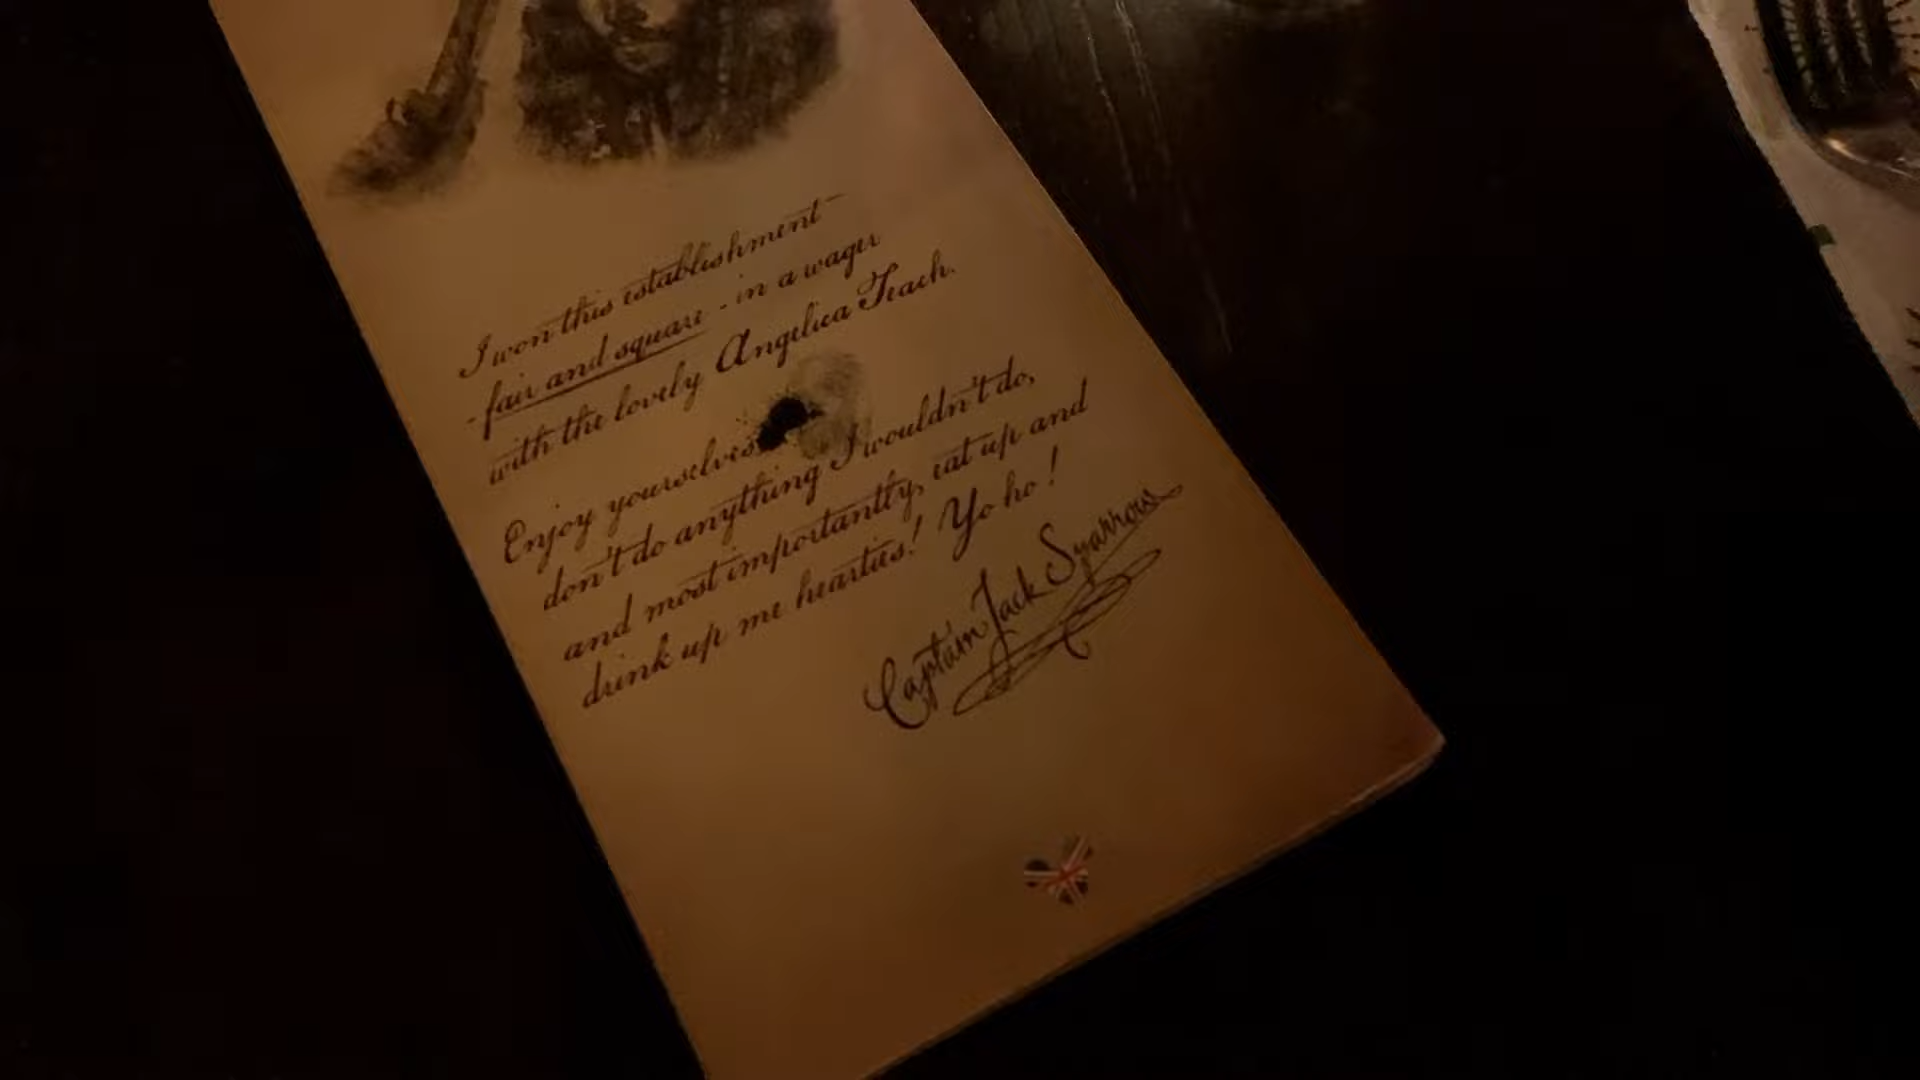 I won this establishment
- fair and square - in a wager
with the lovely Angelica Teach.
Enjoy yourselves
don't do anything I wouldn't do,
and most importantly, eat up and
drink up me hearties! Yo ho!
Captain Jack Sparrow